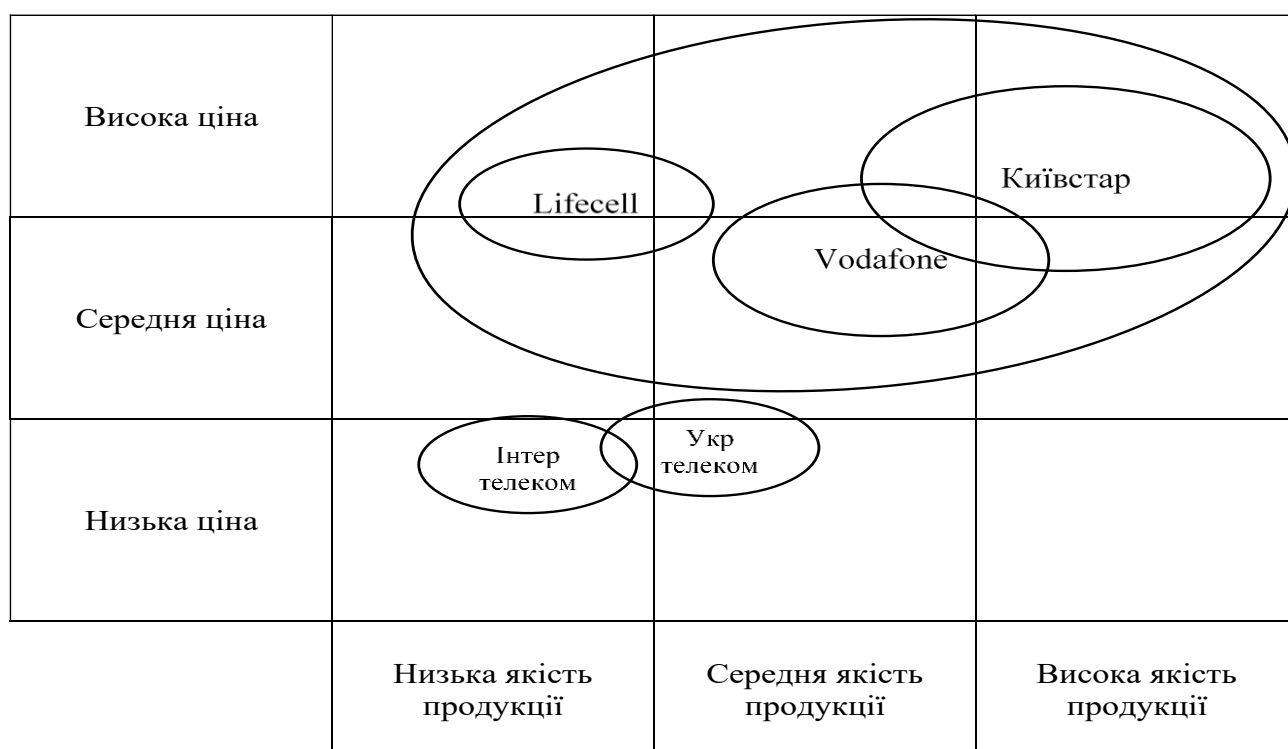 Висока ціна
Київстар
Lifecell
Vodafone
Середня ціна
Укр
телеком
Інтер
телеком
Низька ціна
Низька якість
продукції
Середня якість
продукції
Висока якість
продукції